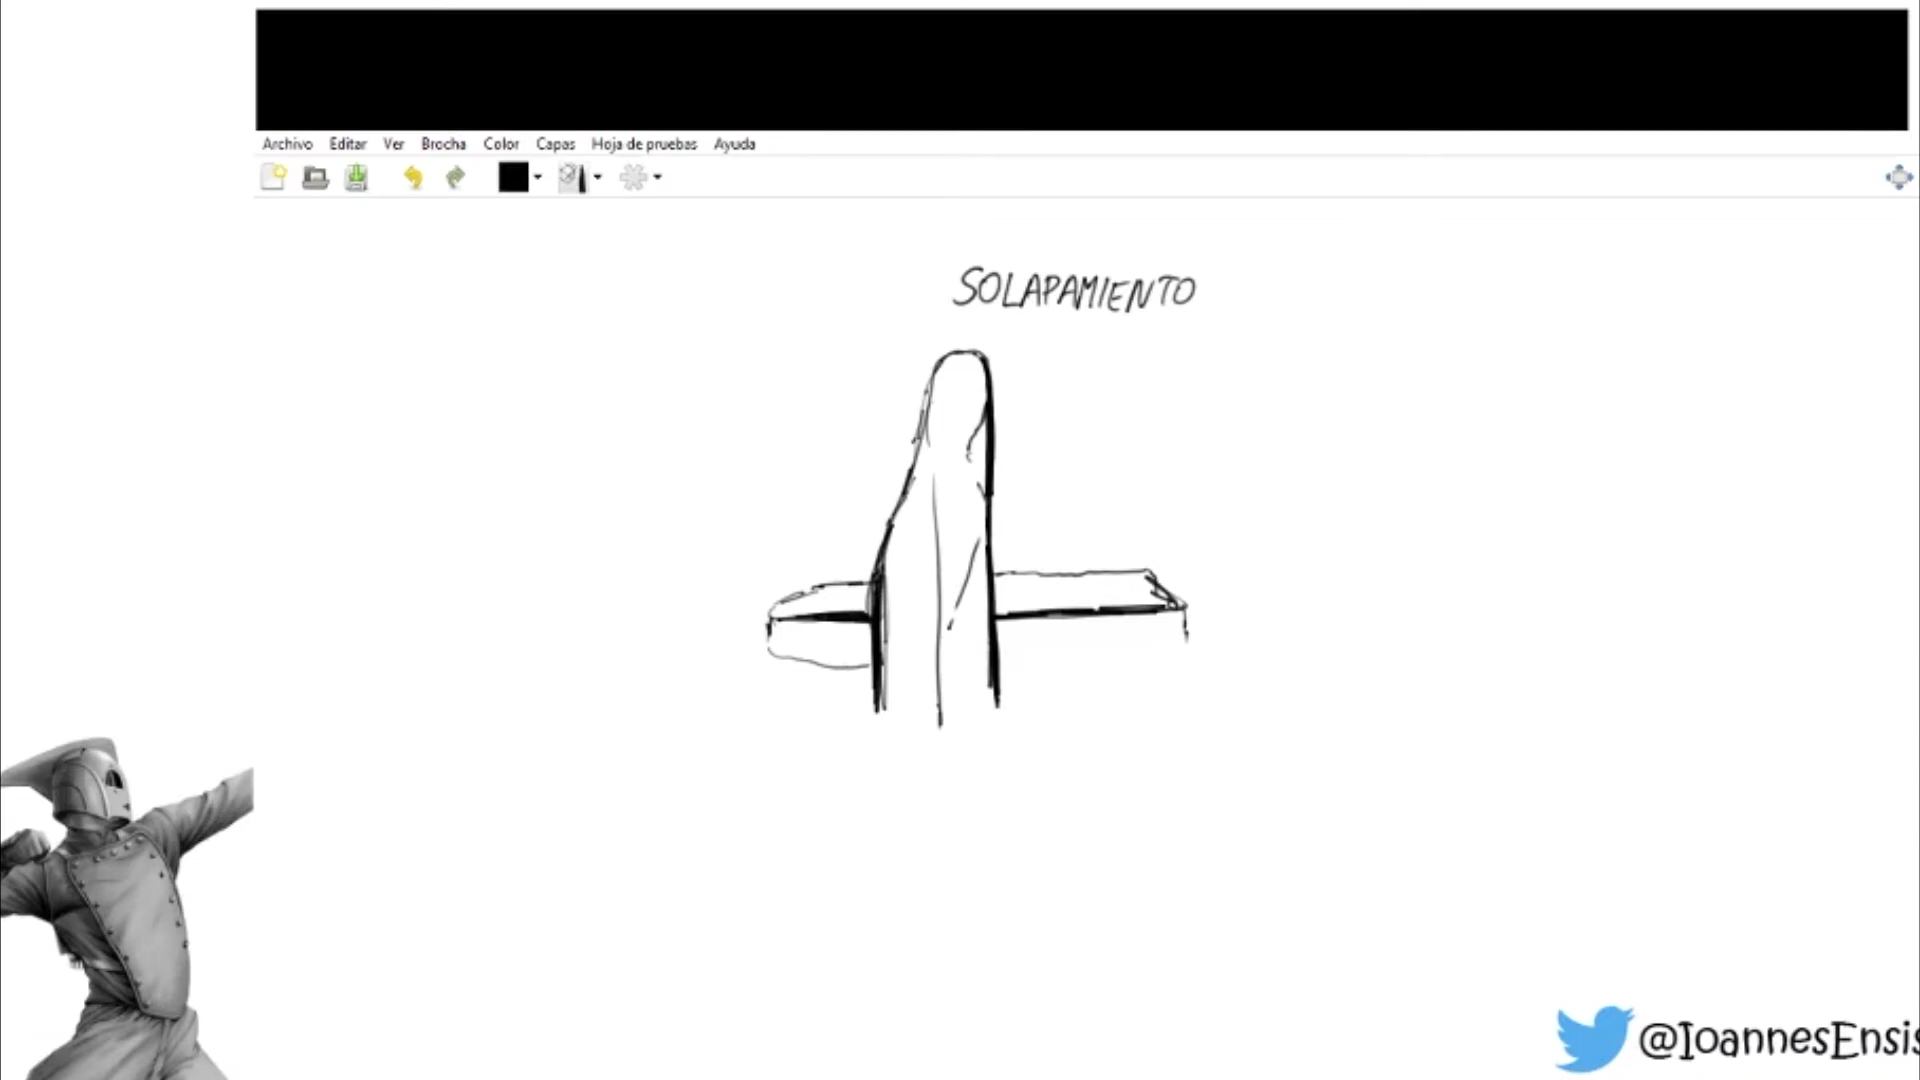 Archivo Editar Ver Brocha Color Capas Hoja de pruebas Ayuda
SOLAPAMIENTO
@IoannesEnsis